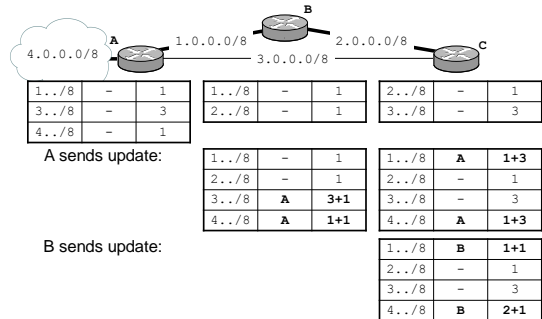 B
A
1.0.0.0/8
2.0.0.0/8
C
4.0.0.0/8
3.0.0.0/8
1../8 - 1 1../8 - 1 2../8 - 1
3../8 - 3 2../8 - 1 3../8 - 3
4../8 - 1
A sends update:
1../8 - 1 1../8 A 1+3
2../8 - 1 2../8 - 1
3../8 A 3+1 3../8 - 3
4../8 A 1+1 4../8 A 1+3
B sends update:
1../8 B 1+1
2../8 - 1
3../8 - 3
4../8 B 2+1